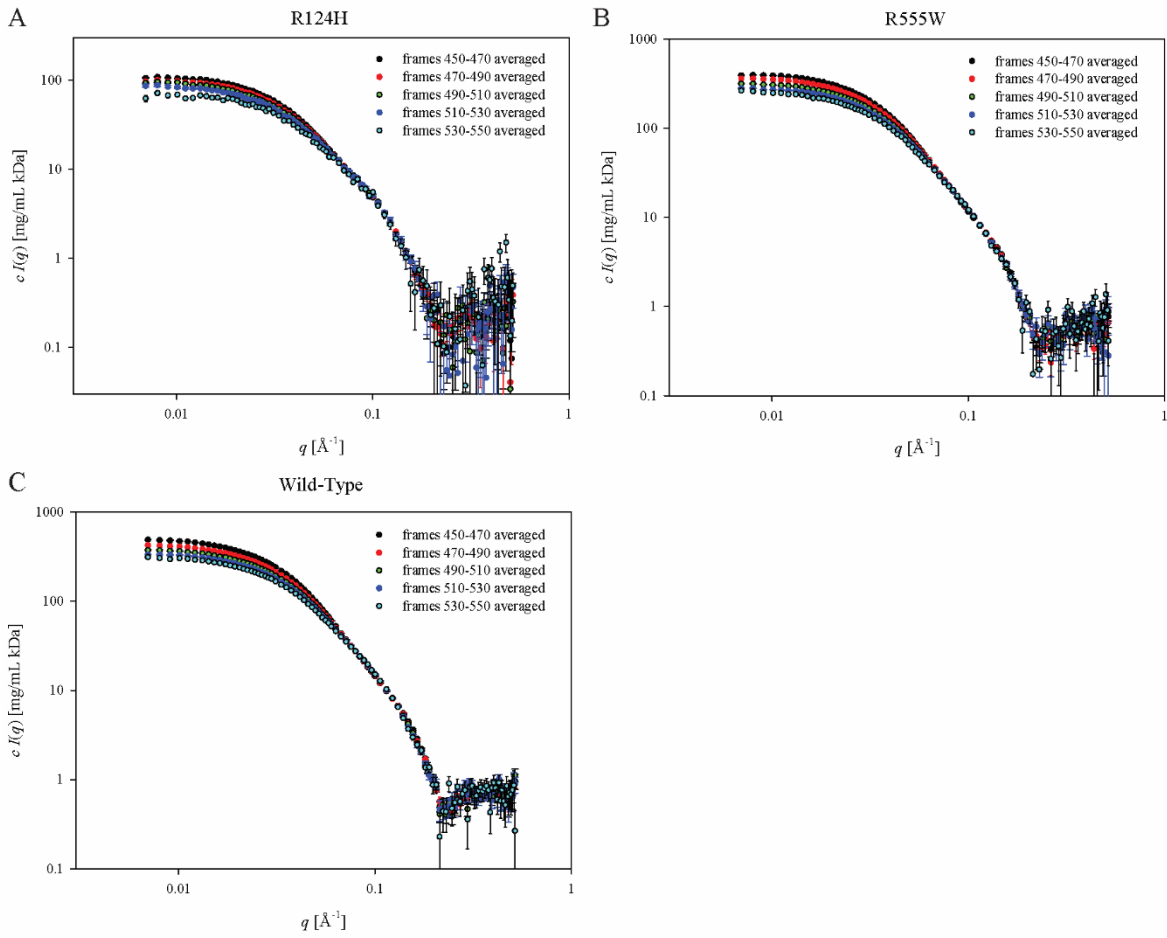 A
R124H
frames 450-470 averaged
frames 470-490 averaged
frames 490-510 averaged
frames 510-530 averaged
frames 530-550 averaged
100
10
1
0.1
c I(q) [mg/mL kDa]
0.01
0.1
1
q [Å⁻¹]
B
R555W
frames 450-470 averaged
frames 470-490 averaged
frames 490-510 averaged
frames 510-530 averaged
frames 530-550 averaged
1000
100
10
1
0.1
c I(q) [mg/mL kDa]
0.01
0.1
1
q [Å⁻¹]
C
Wild-Type
frames 450-470 averaged
frames 470-490 averaged
frames 490-510 averaged
frames 510-530 averaged
frames 530-550 averaged
1000
100
10
1
0.1
c I(q) [mg/mL kDa]
0.01
0.1
1
q [Å⁻¹]